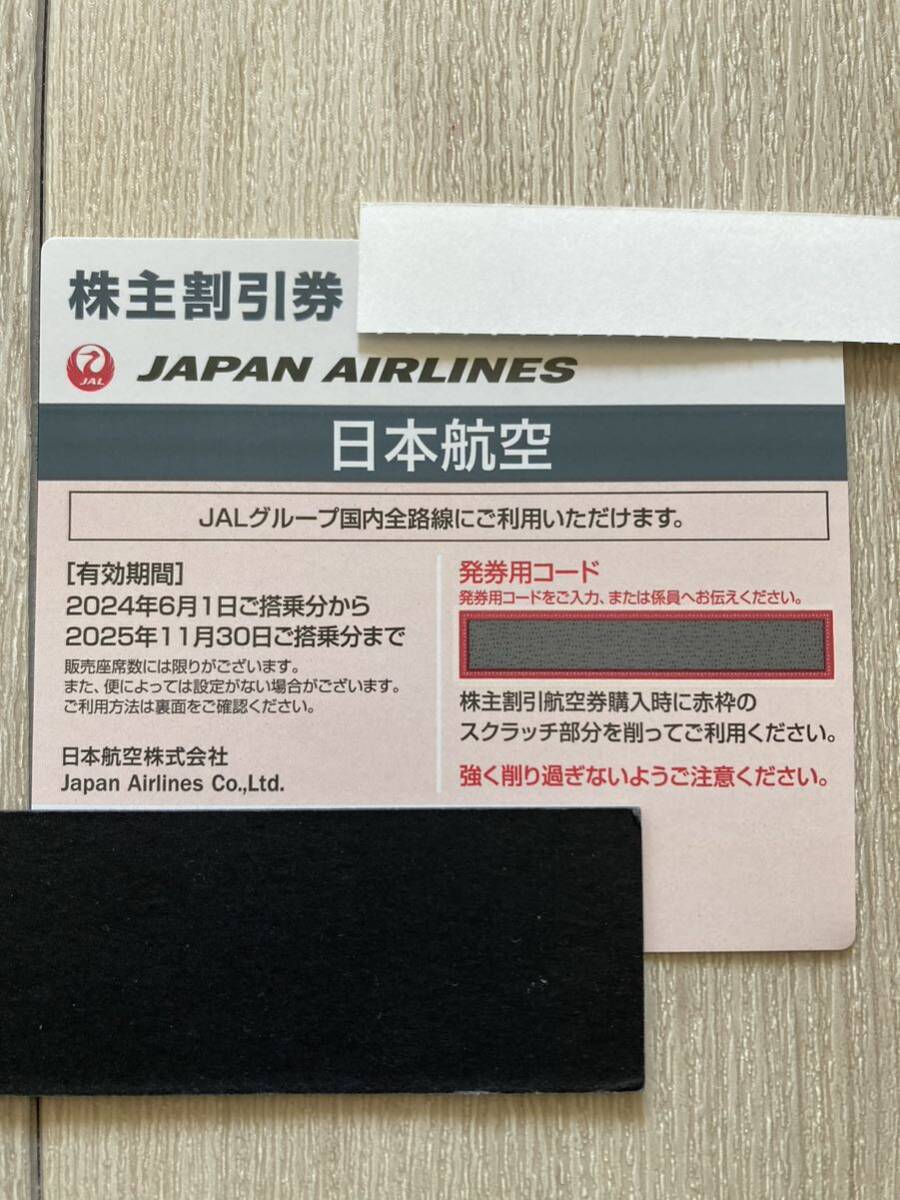 株主割引券
JAL JAPAN AIRLINES
日本航空
JALグループ国内全路線にご利用いただけます。
[有効期間]
2024年6月1日ご搭乗分から
2025年11月30日ご搭乗分まで
販売座席数には限りがございます。
また、便によっては設定がない場合がございます。
ご利用方法は裏面をご確認ください。
日本航空株式会社
Japan Airlines Co.,Ltd.
発券用コード
発券用コードをご入力、または係員へお伝えください。
株主割引航空券購入時に赤枠の
スクラッチ部分を削ってご利用ください。
強く削り過ぎないようご注意ください。